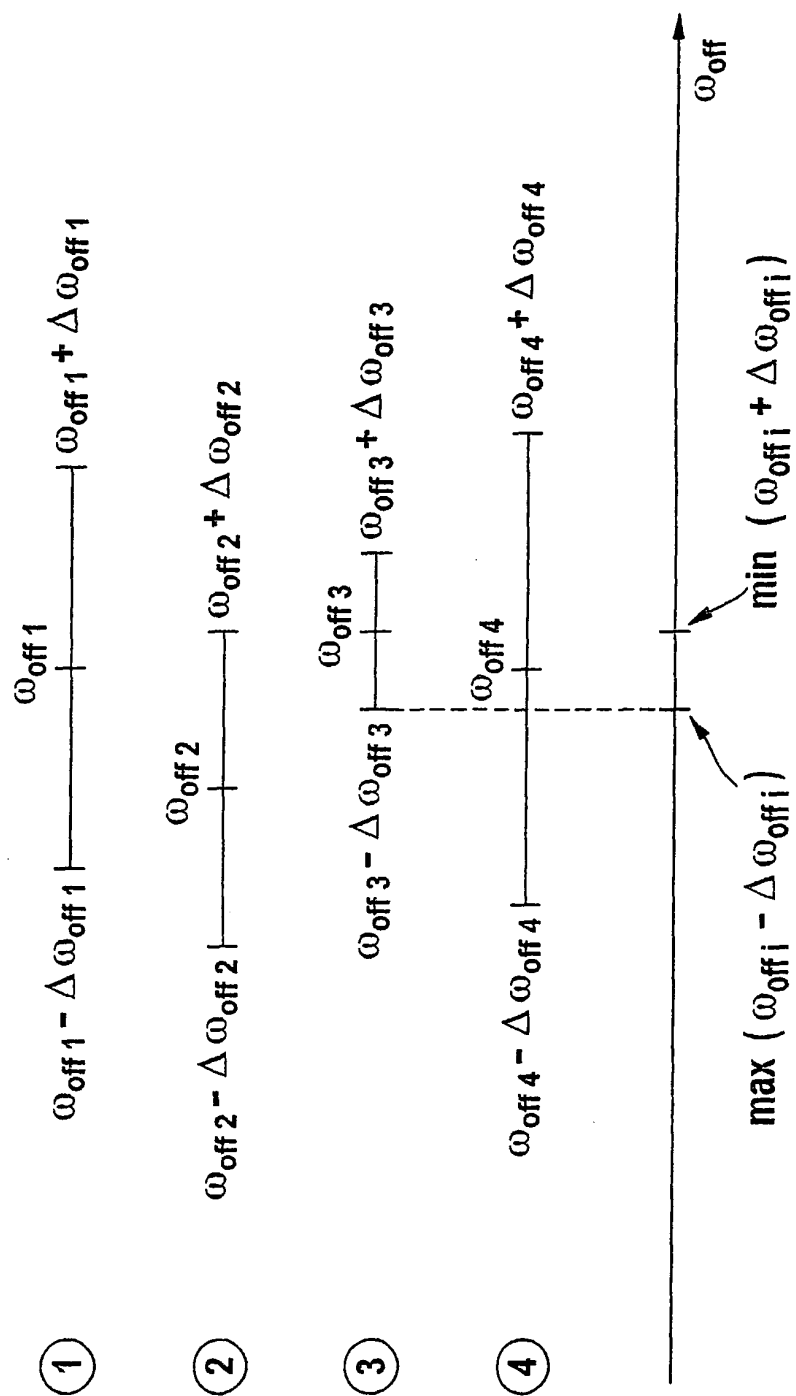 ① ω_off 1 − Δ ω_off 1 ω_off 1 ω_off 1 + Δ ω_off 1
② ω_off 2 − Δ ω_off 2 ω_off 2 ω_off 2 + Δ ω_off 2
③ ω_off 3 − Δ ω_off 3 ω_off 3 ω_off 3 + Δ ω_off 3
④ ω_off 4 − Δ ω_off 4 ω_off 4 ω_off 4 + Δ ω_off 4
ω_off
max (ω_off i − Δ ω_off i) min (ω_off i + Δ ω_off i)